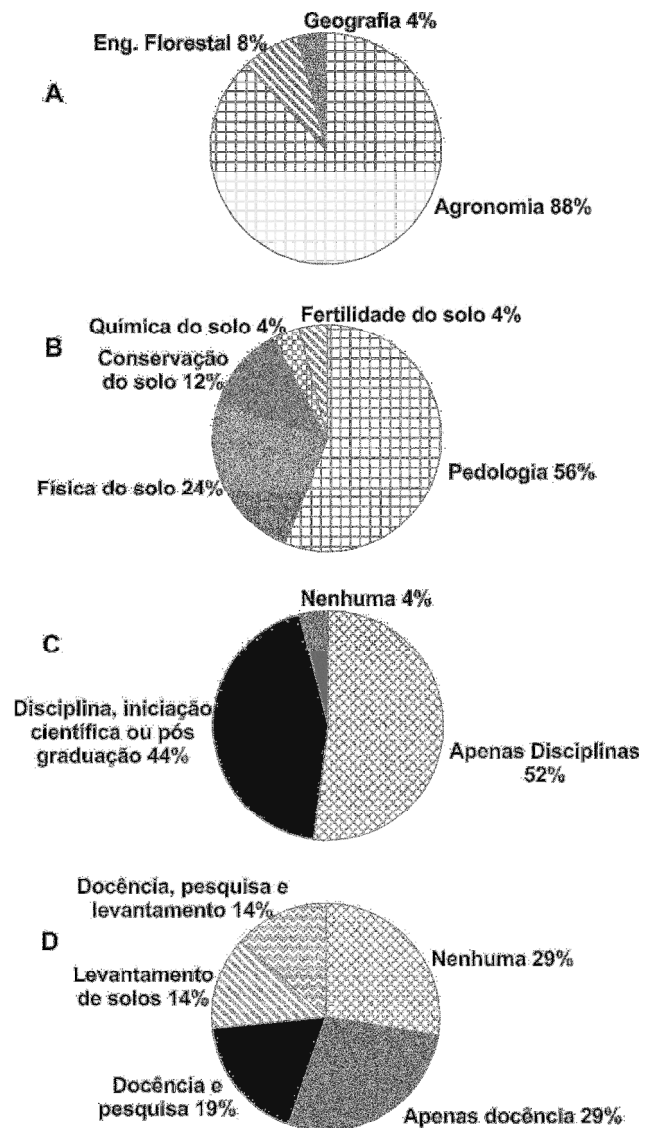 Geografia 4%
Eng. Florestal 8%
A
Agronomia 88%
Fertilidade do solo 4%
Química do solo 4%
B
Conservação
do solo 12%
Pedologia 56%
Física do solo 24%
Nenhuma 4%
C
Disciplina, iniciação
científica ou pós
graduação 44%
Apenas Disciplinas
52%
Docência, pesquisa e
levantamento 14%
D
Nenhuma 29%
Levantamento
de solos 14%
Docência e
pesquisa 19%
Apenas docência 29%